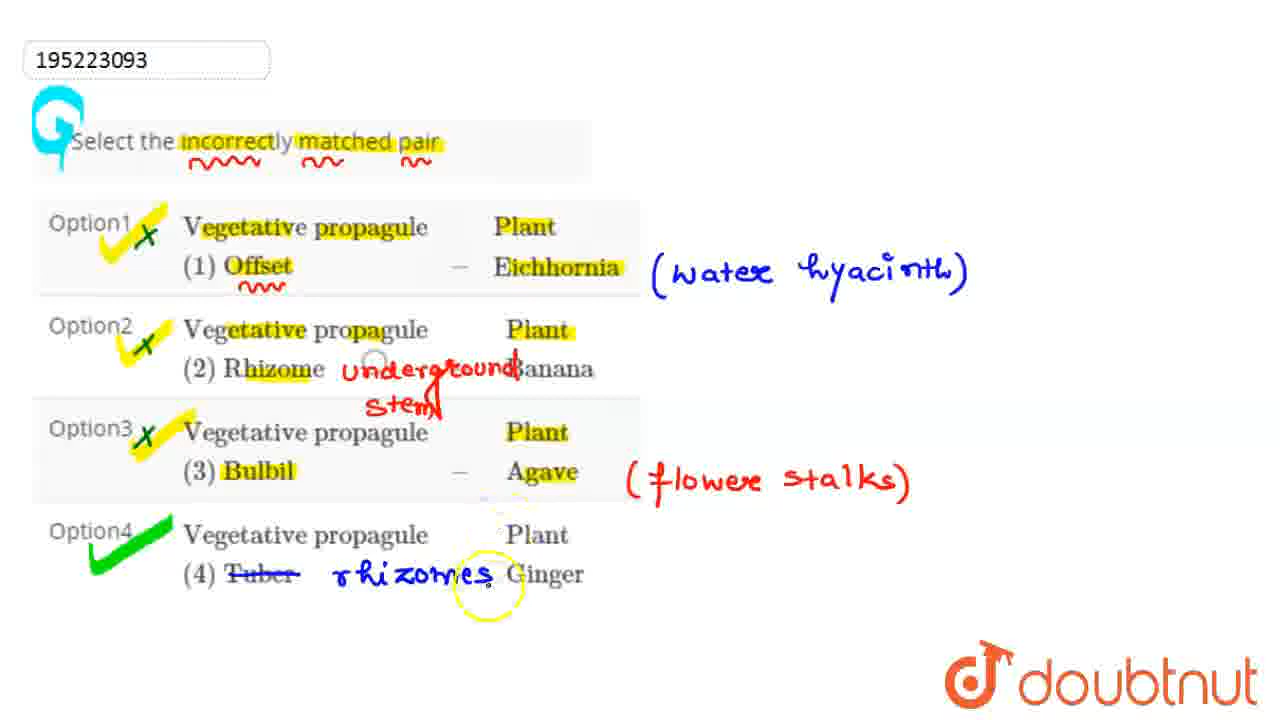 195223093
Select the incorrectly matched pair
Option1 Vegetative propagule Plant
(1) Offset – Eichhornia (water hyacinth)
Option2 Vegetative propagule Plant
(2) Rhizome underground Banana
stem
Option3 Vegetative propagule Plant
(3) Bulbil – Agave (flower stalks)
Option4 Vegetative propagule Plant
(4) Tuber rhizomes Ginger
doubtnut